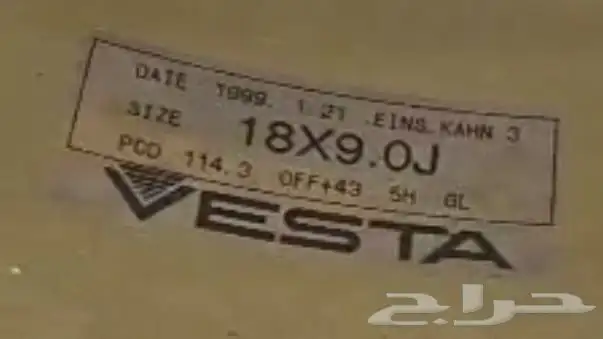 DATE 1999. 1.21 .EINS.KAHN 3
SIZE 18X9.0J
PCD 114.3 OFF+43 5H GL
VESTA
حراج